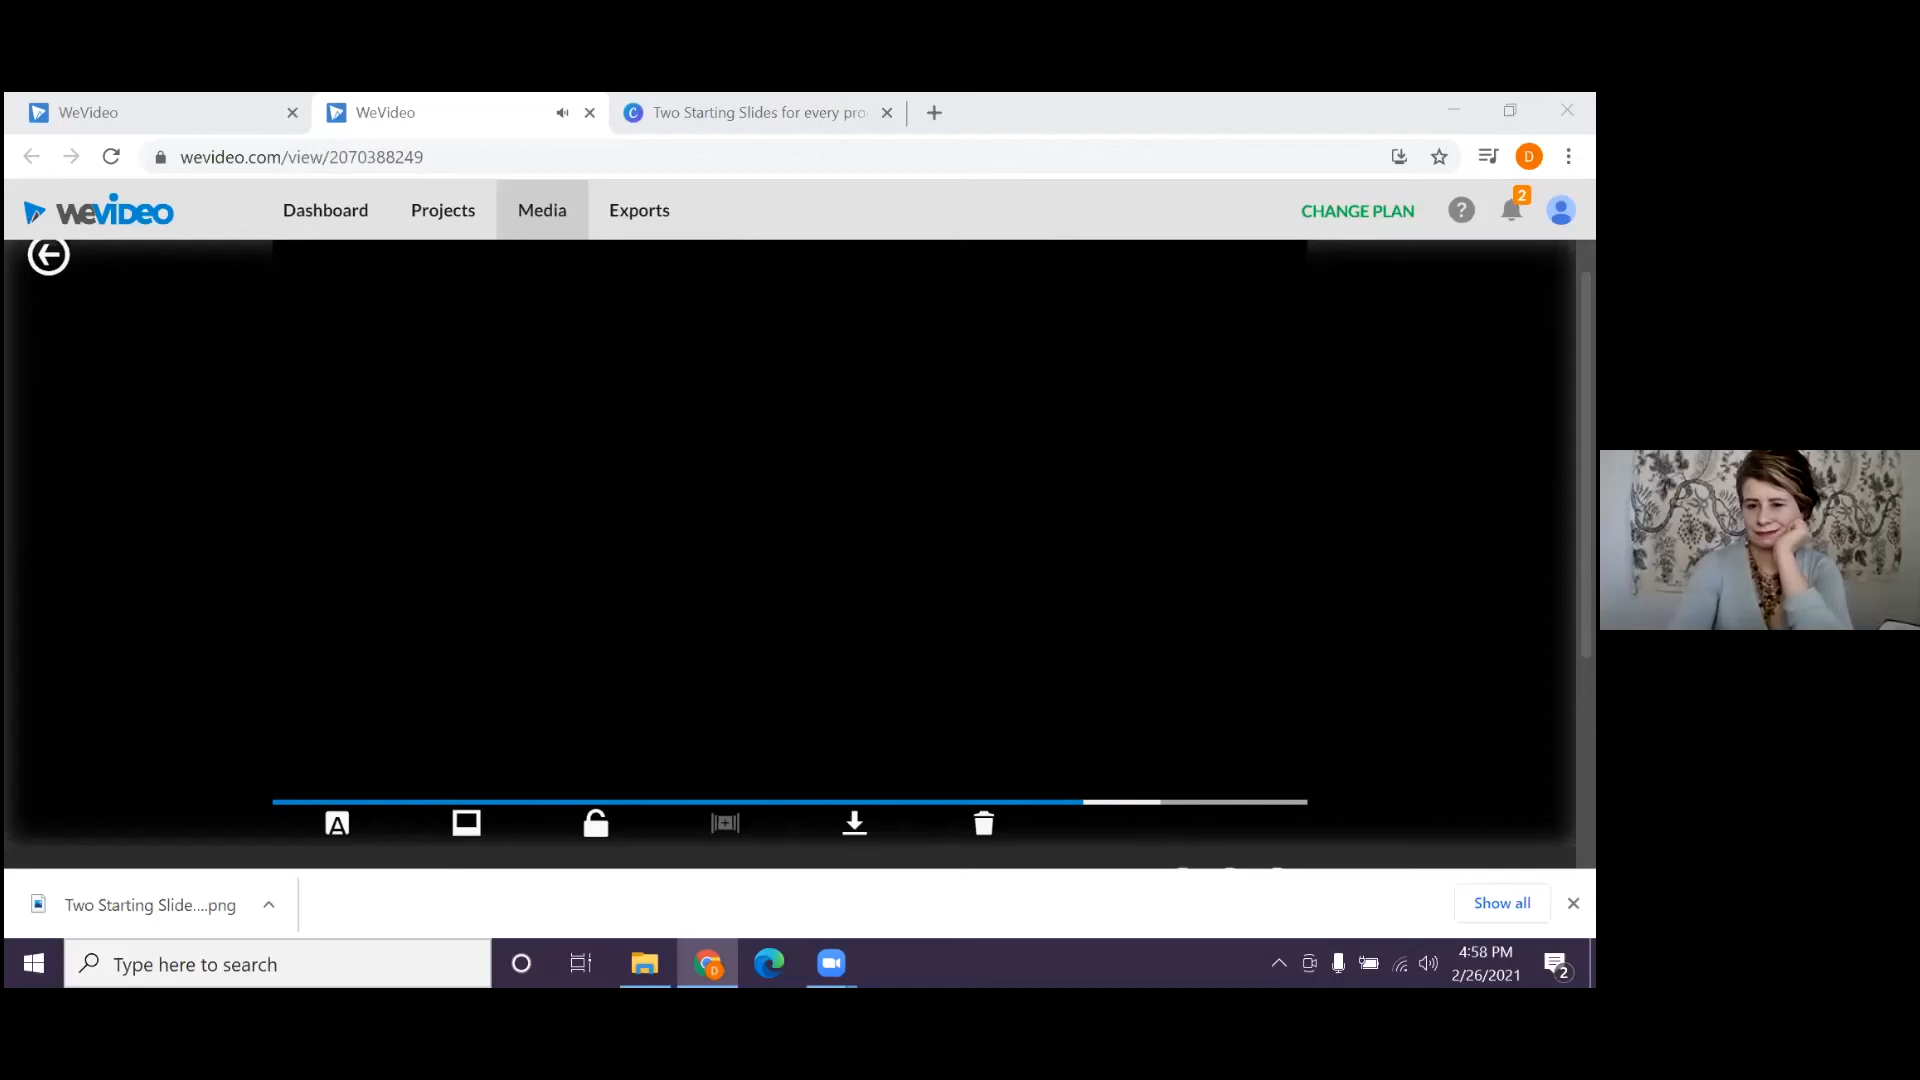 WeVideo
WeVideo
Two Starting Slides for every pro
wevideo.com/view/2070388249
D
WEVIDEO
Dashboard
Projects
Media
Exports
CHANGE PLAN
?
2
A
Two Starting Slide....png
Show all
Type here to search
D
4:58 PM
2/26/2021
2